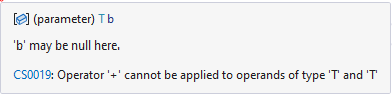 (parameter) T b
'b' may be null here.
CS0019: Operator '+' cannot be applied to operands of type 'T' and 'T'